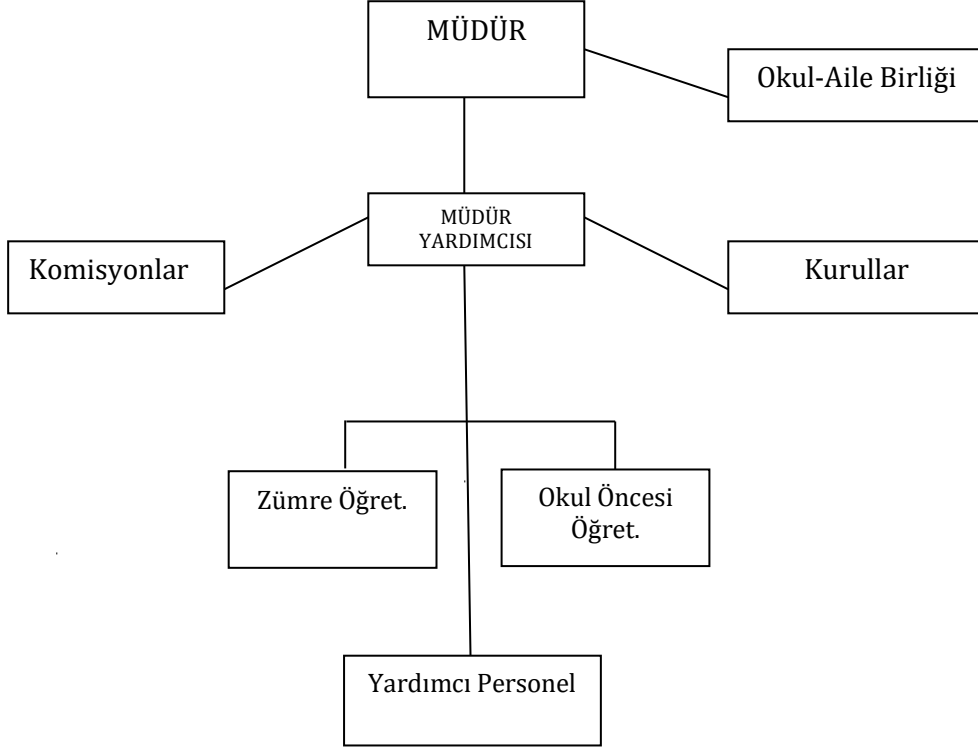 MÜDÜR
Okul-Aile Birliği
MÜDÜR
YARDIMCISI
Komisyonlar
Kurullar
Zümre Öğret.
Okul Öncesi
Öğret.
Yardımcı Personel